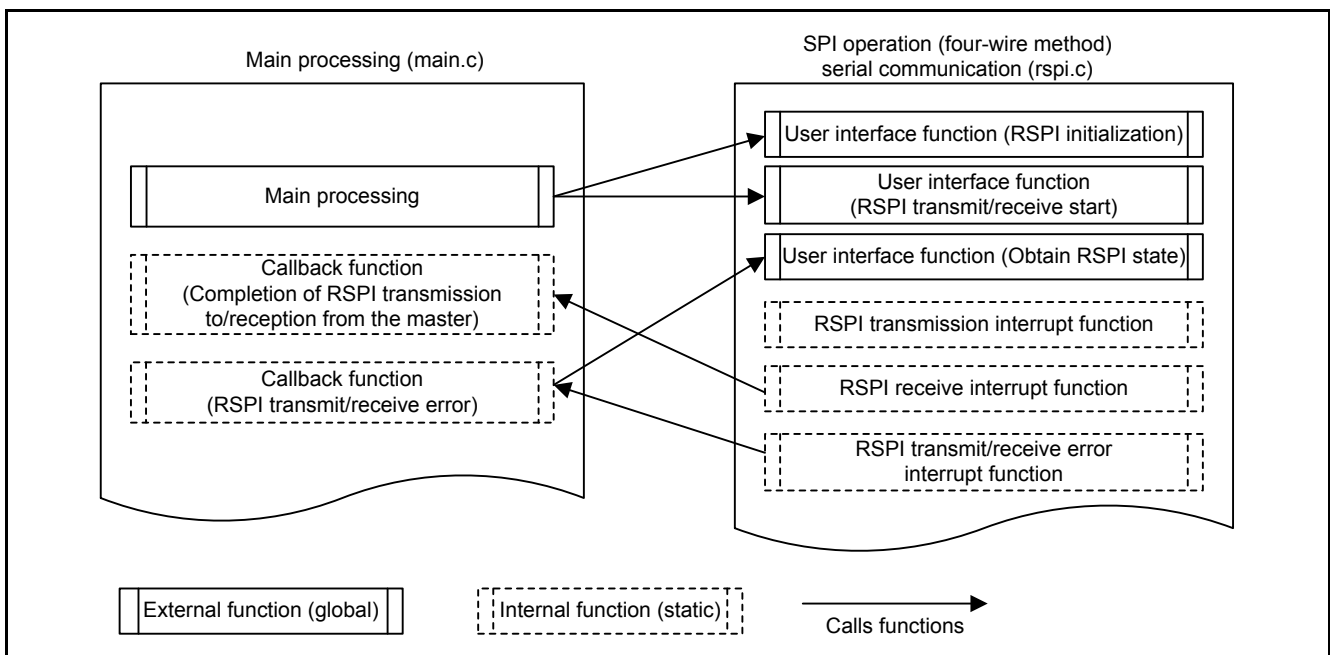 Main processing (main.c)
SPI operation (four-wire method)
serial communication (rspi.c)
Main processing
Callback function
(Completion of RSPI transmission
to/reception from the master)
Callback function
(RSPI transmit/receive error)
User interface function (RSPI initialization)
User interface function
(RSPI transmit/receive start)
User interface function (Obtain RSPI state)
RSPI transmission interrupt function
RSPI receive interrupt function
RSPI transmit/receive error
interrupt function
External function (global)
Internal function (static)
Calls functions